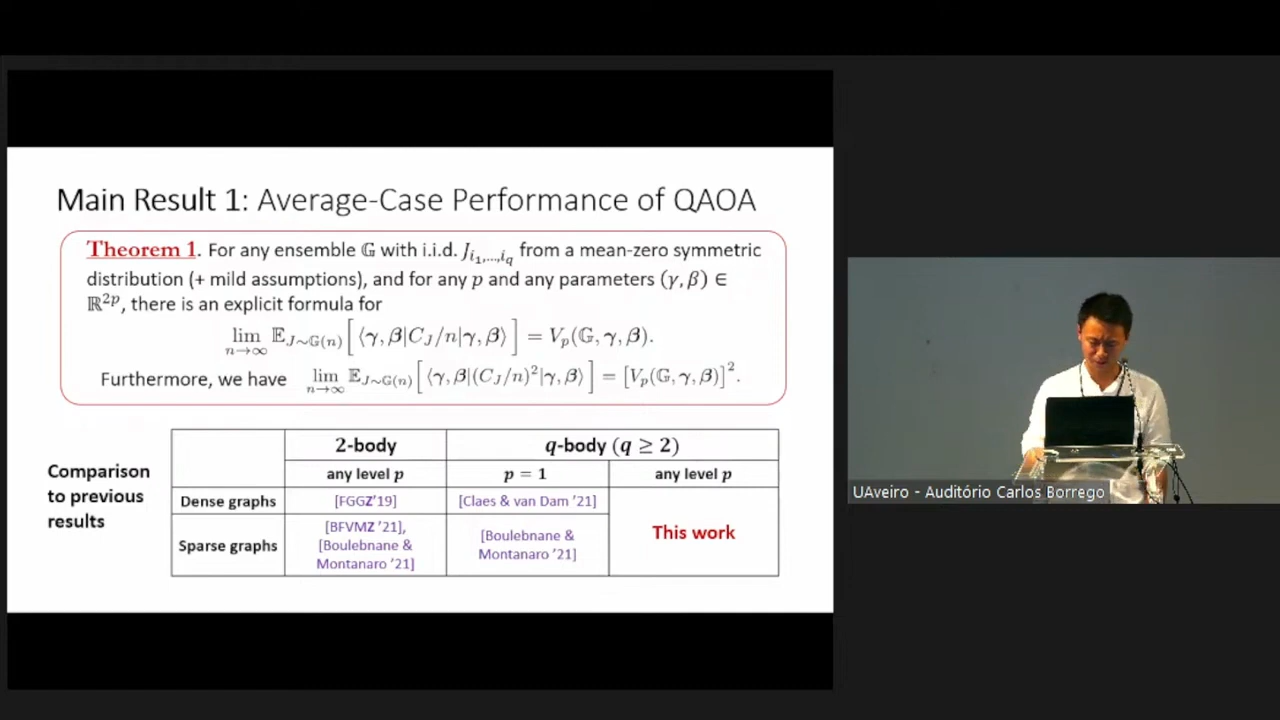 Main Result 1: Average-Case Performance of QAOA
Theorem 1. For any ensemble 𝔾 with i.i.d. J_{i_1,...,i_q} from a mean-zero symmetric
distribution (+ mild assumptions), and for any p and any parameters (γ, β) ∈
ℝ^{2p}, there is an explicit formula for
lim_{n→∞} 𝔼_{J∼𝔾(n)} [⟨γ, β|C_J/n|γ, β⟩] = V_p(𝔾, γ, β).
Furthermore, we have lim_{n→∞} 𝔼_{J∼𝔾(n)} [⟨γ, β|(C_J/n)²|γ, β⟩] = [V_p(𝔾, γ, β)]².
Comparison
to previous
results
2-body
q-body (q ≥ 2)
any level p
p = 1
any level p
Dense graphs
[FGGZ'19]
[Claes & van Dam '21]
Sparse graphs
[BFVMZ '21],
[Boulebnane &
Montanaro '21]
[Boulebnane &
Montanaro '21]
This work
UAveiro - Auditório Carlos Borrego